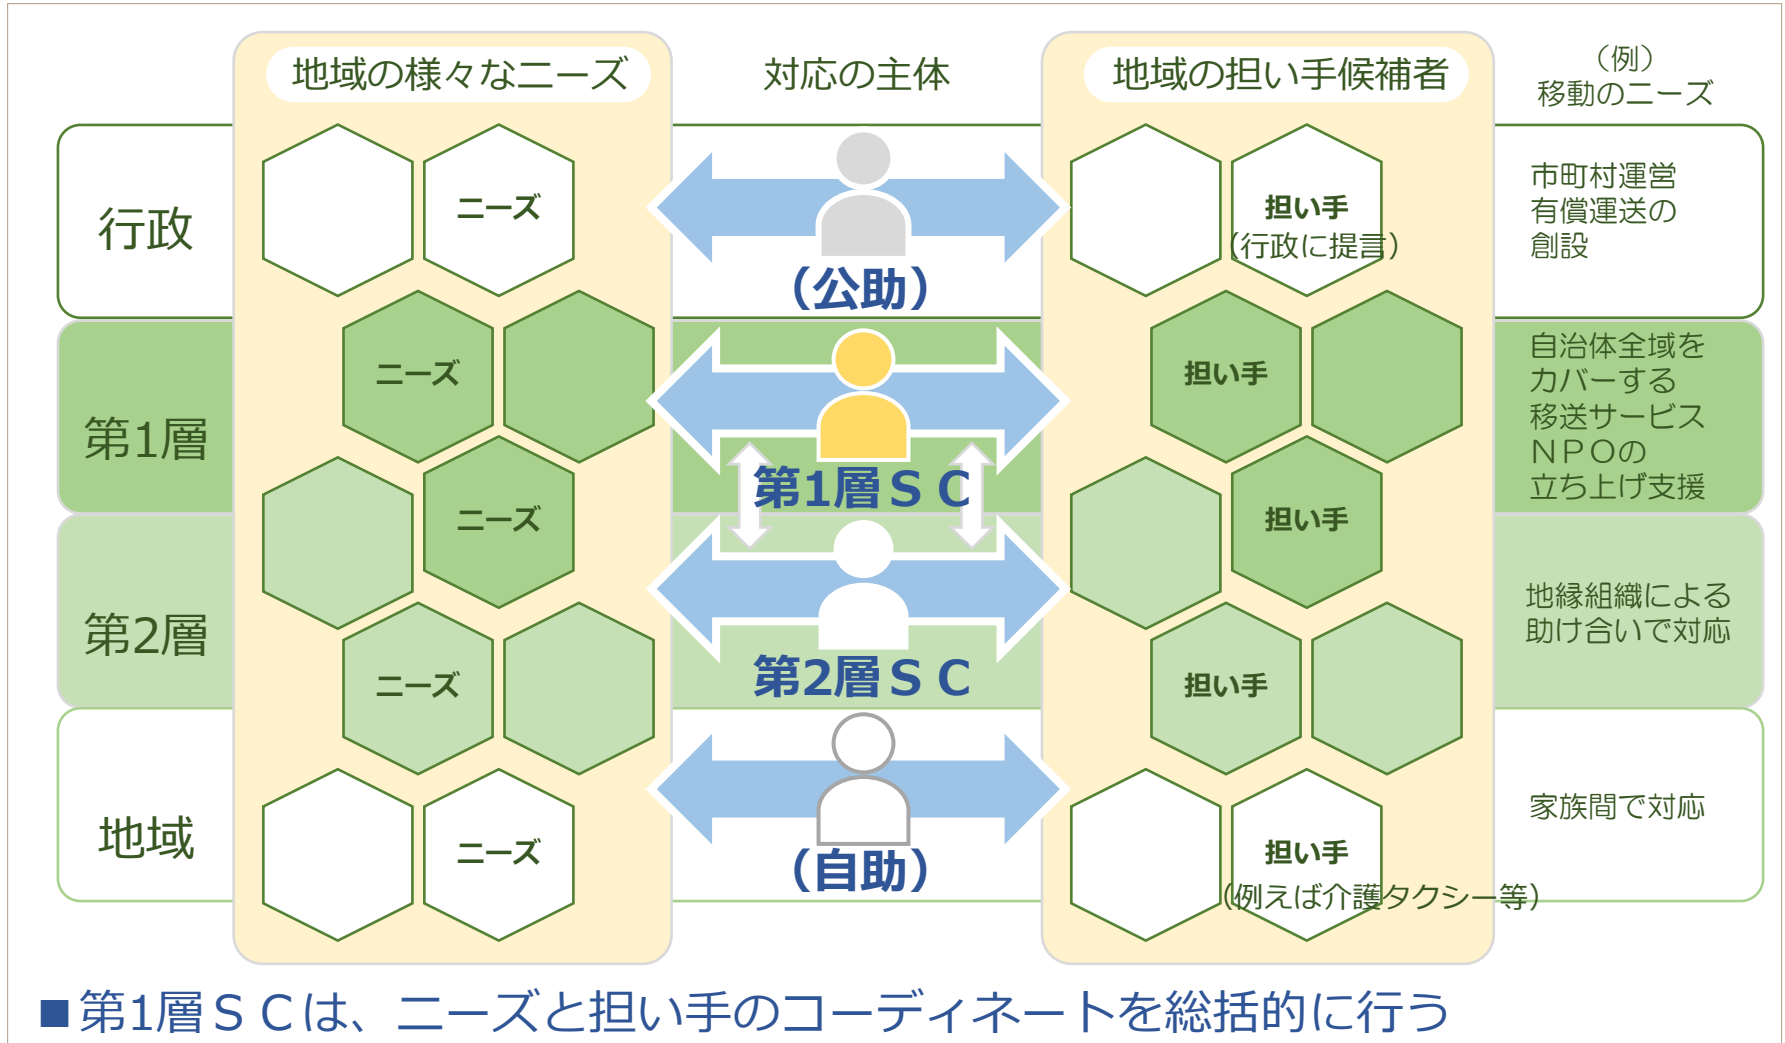 地域の様々なニーズ
対応の主体
地域の担い手候補者
（例）
移動のニーズ
行政
ニーズ
（公助）
担い手
（行政に提言）
市町村運営
有償運送の
創設
第1層
ニーズ
ニーズ
第1層ＳＣ
担い手
担い手
自治体全域を
カバーする
移送サービス
ＮＰＯの
立ち上げ支援
第2層
ニーズ
第2層ＳＣ
担い手
地縁組織による
助け合いで対応
地域
ニーズ
（自助）
担い手
（例えば介護タクシー等）
家族間で対応
■第1層ＳＣは、ニーズと担い手のコーディネートを総括的に行う